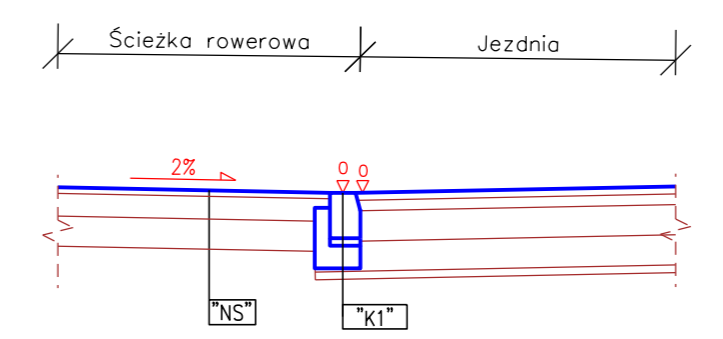 Ścieżka rowerowa
Jezdnia
2%
0 0
"NS"
"K1"